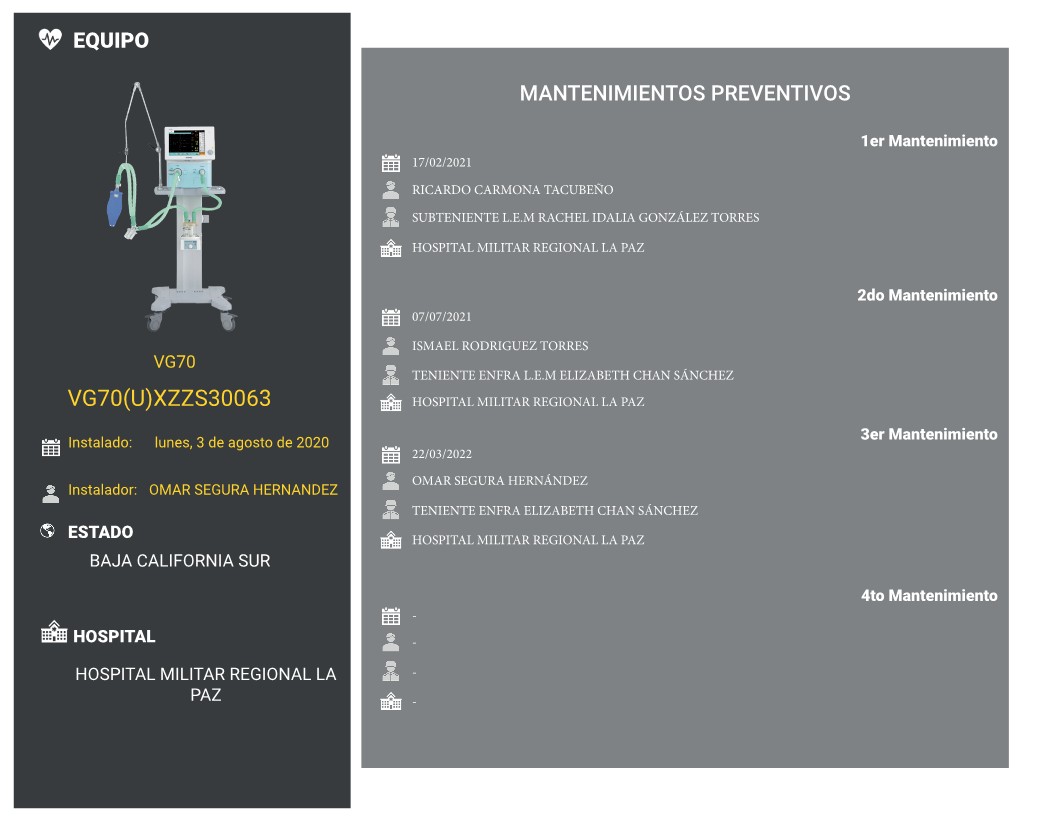 EQUIPO
VG70
VG70(U)XZZS30063
Instalado: lunes, 3 de agosto de 2020
Instalador: OMAR SEGURA HERNANDEZ
ESTADO
BAJA CALIFORNIA SUR
HOSPITAL
HOSPITAL MILITAR REGIONAL LA
PAZ
MANTENIMIENTOS PREVENTIVOS
1er Mantenimiento
17/02/2021
RICARDO CARMONA TACUBEÑO
SUBTENIENTE L.E.M RACHEL IDALIA GONZÁLEZ TORRES
HOSPITAL MILITAR REGIONAL LA PAZ
2do Mantenimiento
07/07/2021
ISMAEL RODRIGUEZ TORRES
TENIENTE ENFRA L.E.M ELIZABETH CHAN SÁNCHEZ
HOSPITAL MILITAR REGIONAL LA PAZ
3er Mantenimiento
22/03/2022
OMAR SEGURA HERNÁNDEZ
TENIENTE ENFRA ELIZABETH CHAN SÁNCHEZ
HOSPITAL MILITAR REGIONAL LA PAZ
4to Mantenimiento
-
-
-
-